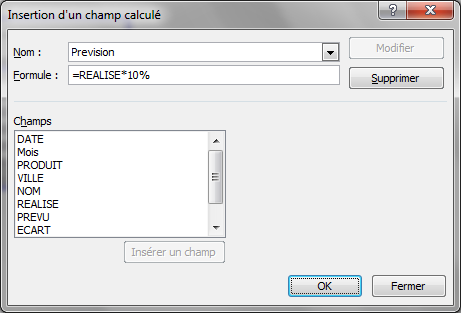 Insertion d'un champ calculé
Nom : Prevision Modifier
Formule : =REALISE*10% Supprimer
Champs
DATE
Mois
PRODUIT
VILLE
NOM
REALISE
PREVU
ECART
Insérer un champ
OK Fermer